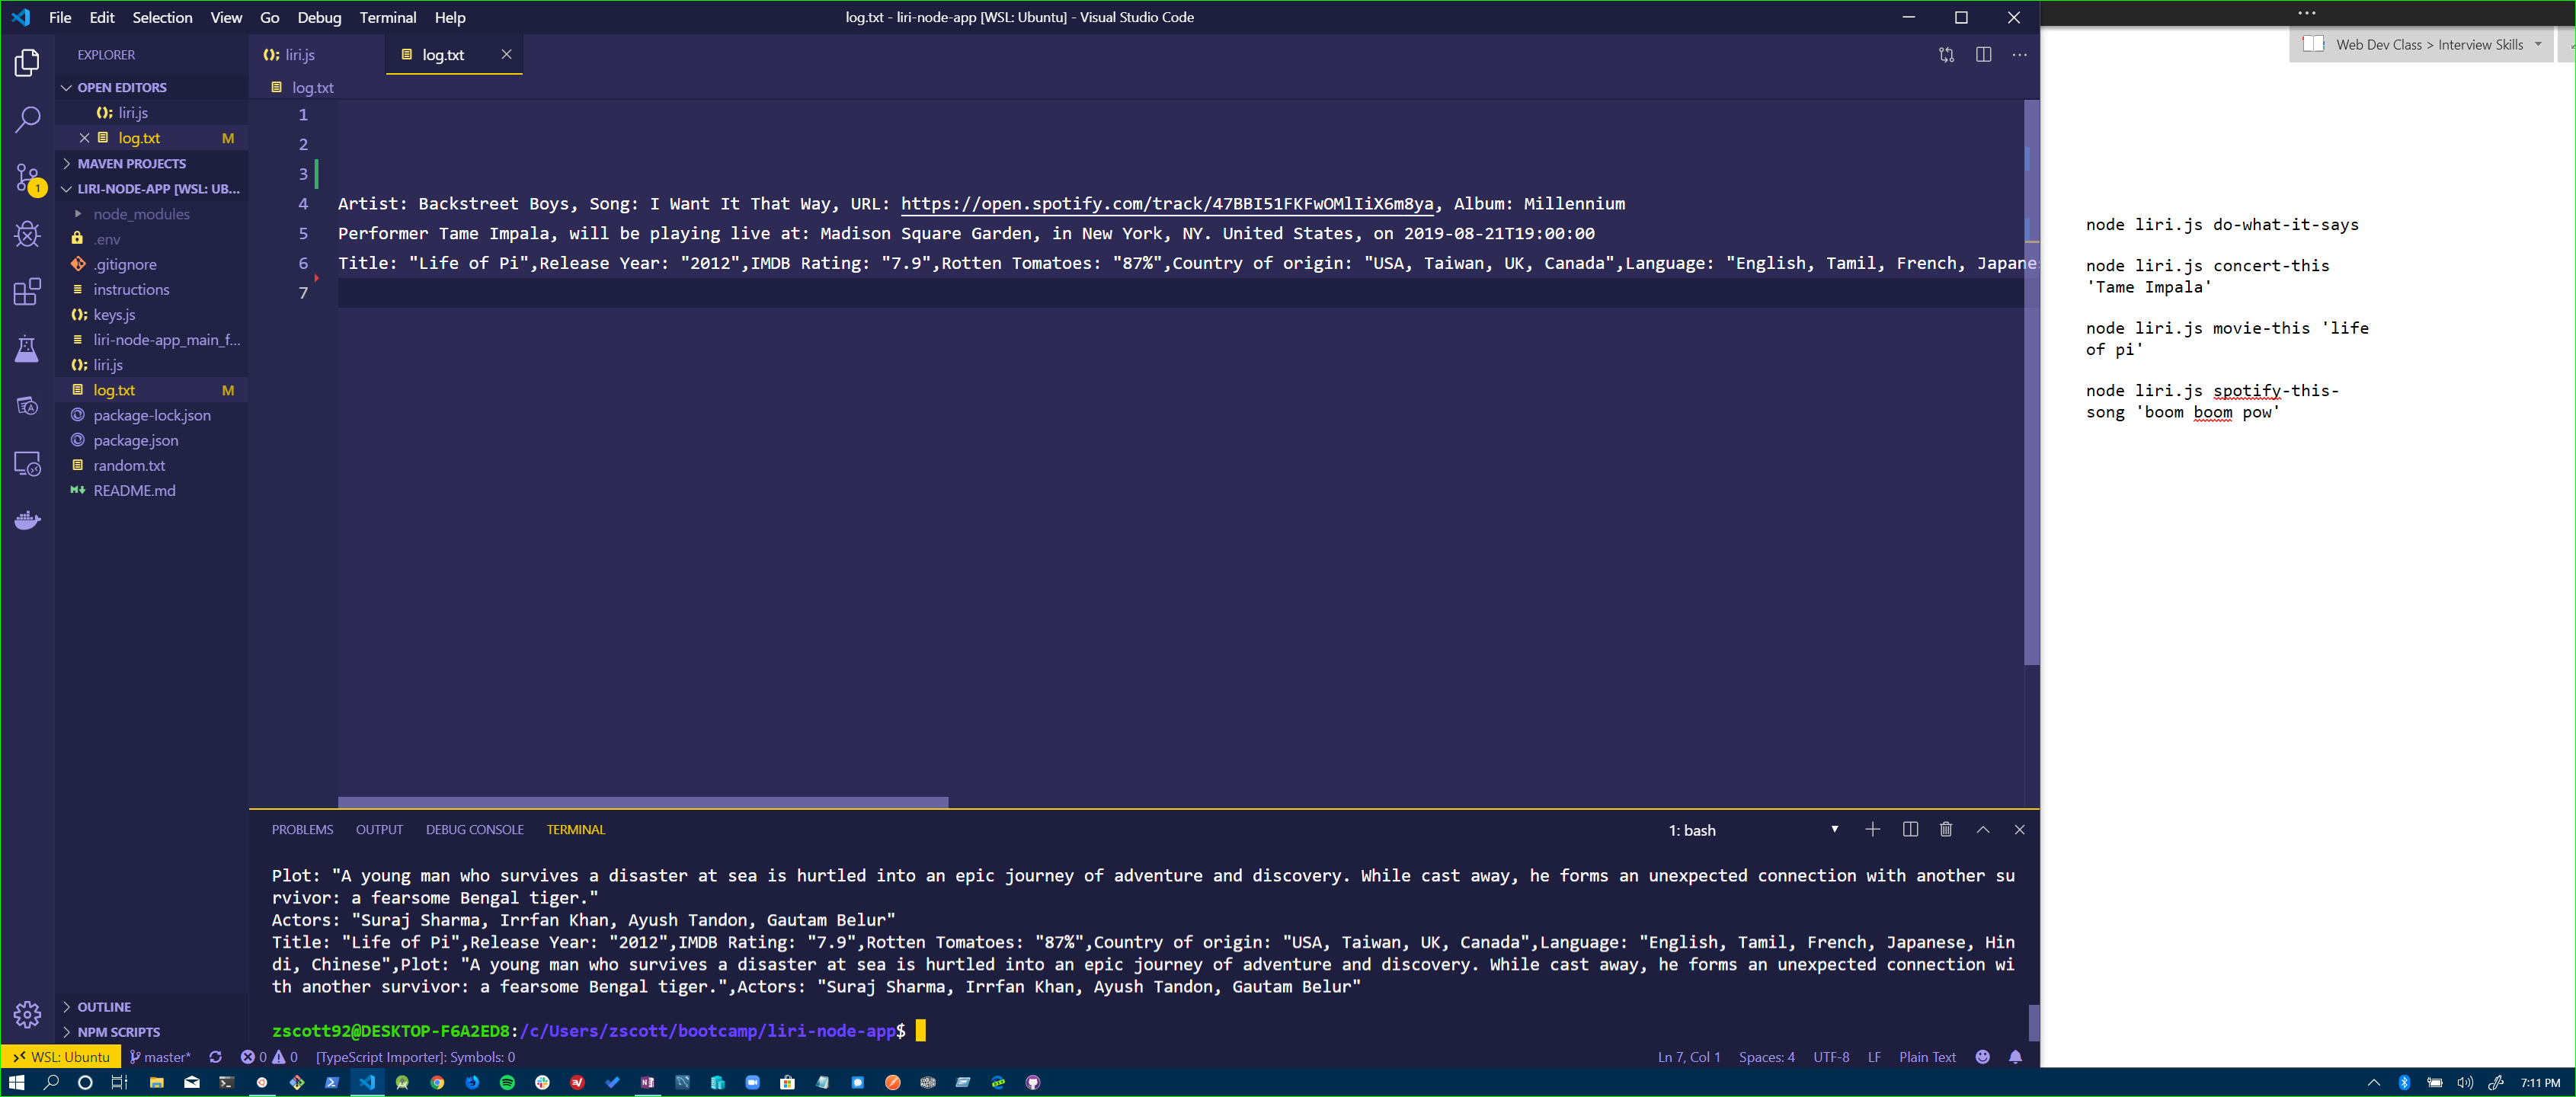 File Edit Selection View Go Debug Terminal Help
log.txt - liri-node-app [WSL: Ubuntu] - Visual Studio Code
EXPLORER
OPEN EDITORS
liri.js
log.txt M
MAVEN PROJECTS
LIRI-NODE-APP [WSL: UB...
node_modules
.env
.gitignore
instructions
keys.js
liri-node-app_main_f...
liri.js
log.txt M
package-lock.json
package.json
random.txt
README.md
OUTLINE
NPM SCRIPTS
liri.js log.txt
log.txt
1
2
3
4 Artist: Backstreet Boys, Song: I Want It That Way, URL: https://open.spotify.com/track/47BBI51FKFwOMlIiX6m8ya, Album: Millennium
5 Performer Tame Impala, will be playing live at: Madison Square Garden, in New York, NY. United States, on 2019-08-21T19:00:00
6 Title: "Life of Pi",Release Year: "2012",IMDB Rating: "7.9",Rotten Tomatoes: "87%",Country of origin: "USA, Taiwan, UK, Canada",Language: "English, Tamil, French, Japane
7
PROBLEMS OUTPUT DEBUG CONSOLE TERMINAL
1: bash
Plot: "A young man who survives a disaster at sea is hurtled into an epic journey of adventure and discovery. While cast away, he forms an unexpected connection with another su
rvivor: a fearsome Bengal tiger."
Actors: "Suraj Sharma, Irrfan Khan, Ayush Tandon, Gautam Belur"
Title: "Life of Pi",Release Year: "2012",IMDB Rating: "7.9",Rotten Tomatoes: "87%",Country of origin: "USA, Taiwan, UK, Canada",Language: "English, Tamil, French, Japanese, Hin
di, Chinese",Plot: "A young man who survives a disaster at sea is hurtled into an epic journey of adventure and discovery. While cast away, he forms an unexpected connection wi
th another survivor: a fearsome Bengal tiger.",Actors: "Suraj Sharma, Irrfan Khan, Ayush Tandon, Gautam Belur"
zscott92@DESKTOP-F6A2ED8:/c/Users/zscott/bootcamp/liri-node-app$
WSL: Ubuntu master* 0 0 [TypeScript Importer]: Symbols: 0
Ln 7, Col 1 Spaces: 4 UTF-8 LF Plain Text
Web Dev Class > Interview Skills
node liri.js do-what-it-says
node liri.js concert-this
'Tame Impala'
node liri.js movie-this 'life
of pi'
node liri.js spotify-this-
song 'boom boom pow'
7:11 PM